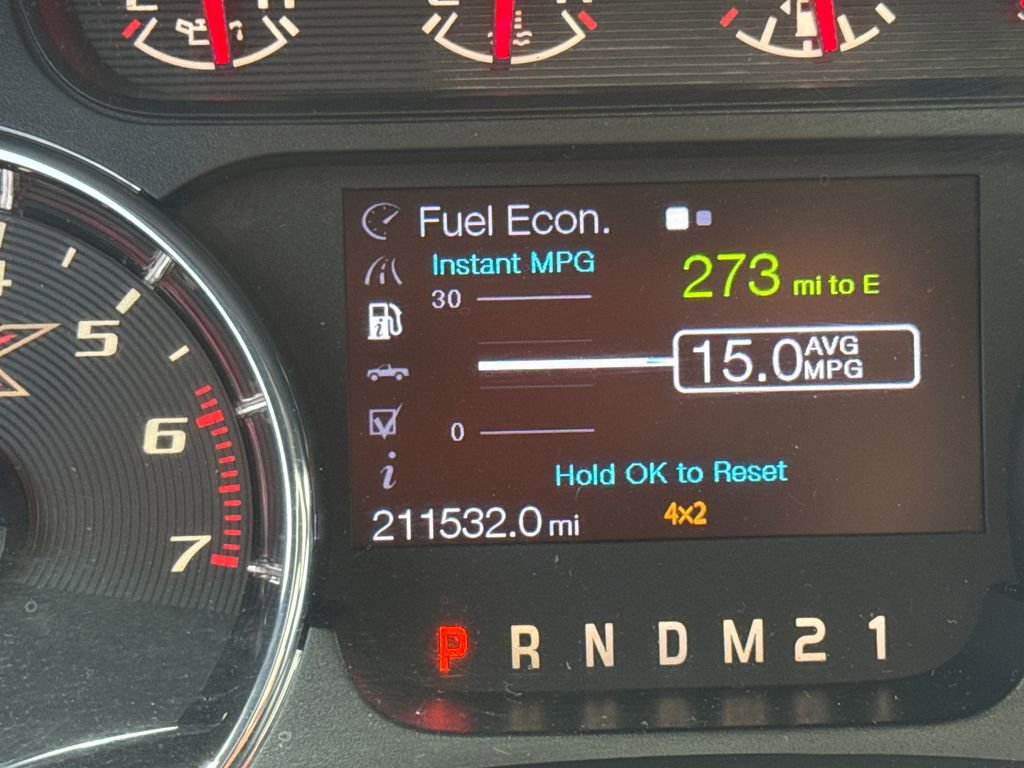 Fuel Econ.
Instant MPG
30
273 mi to E
15.0 AVG MPG
0
Hold OK to Reset
211532.0 mi
4x2
5
6
7
P R N D M 2 1